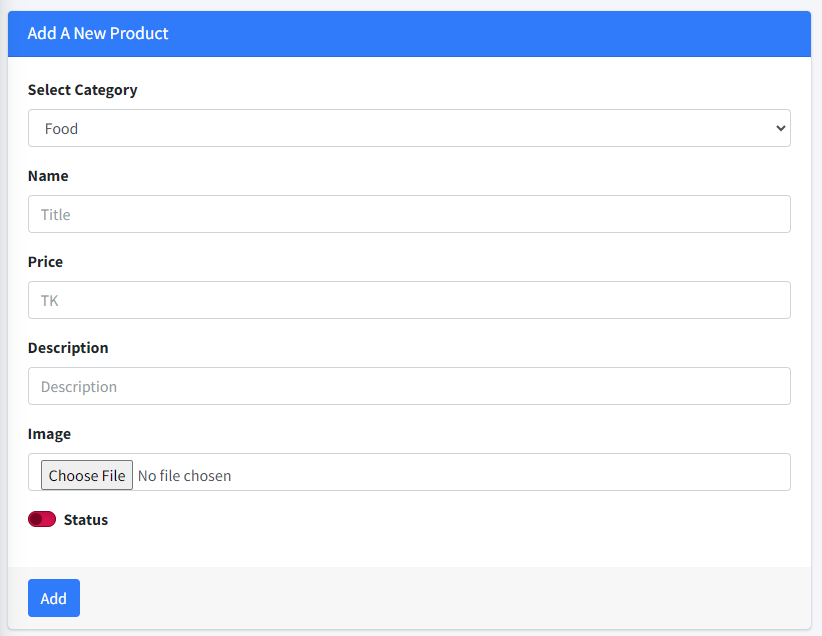 Add A New Product
Select Category
Food
Name
Title
Price
TK
Description
Description
Image
Choose File No file chosen
Status
Add